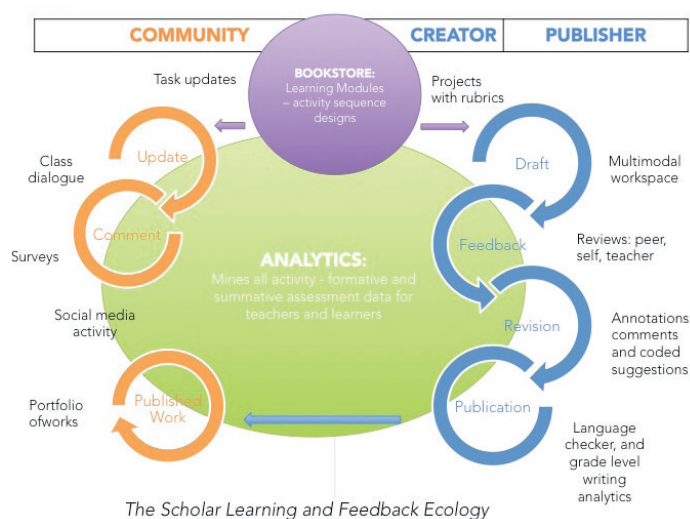 COMMUNITY
CREATOR
PUBLISHER
BOOKSTORE:
Learning Modules
– activity sequence
designs
Task updates
Projects
with rubrics
Update
Draft
Class
dialogue
Multimodal
workspace
Comment
Feedback
Surveys
Reviews: peer,
self, teacher
ANALYTICS:
Mines all activity - formative and
summative assessment data for
teachers and learners
Social media
activity
Revision
Annotations
comments
and coded
suggestions
Portfolio
ofworks
Published
Work
Publication
Language
checker, and
grade level
writing
analytics
The Scholar Learning and Feedback Ecology